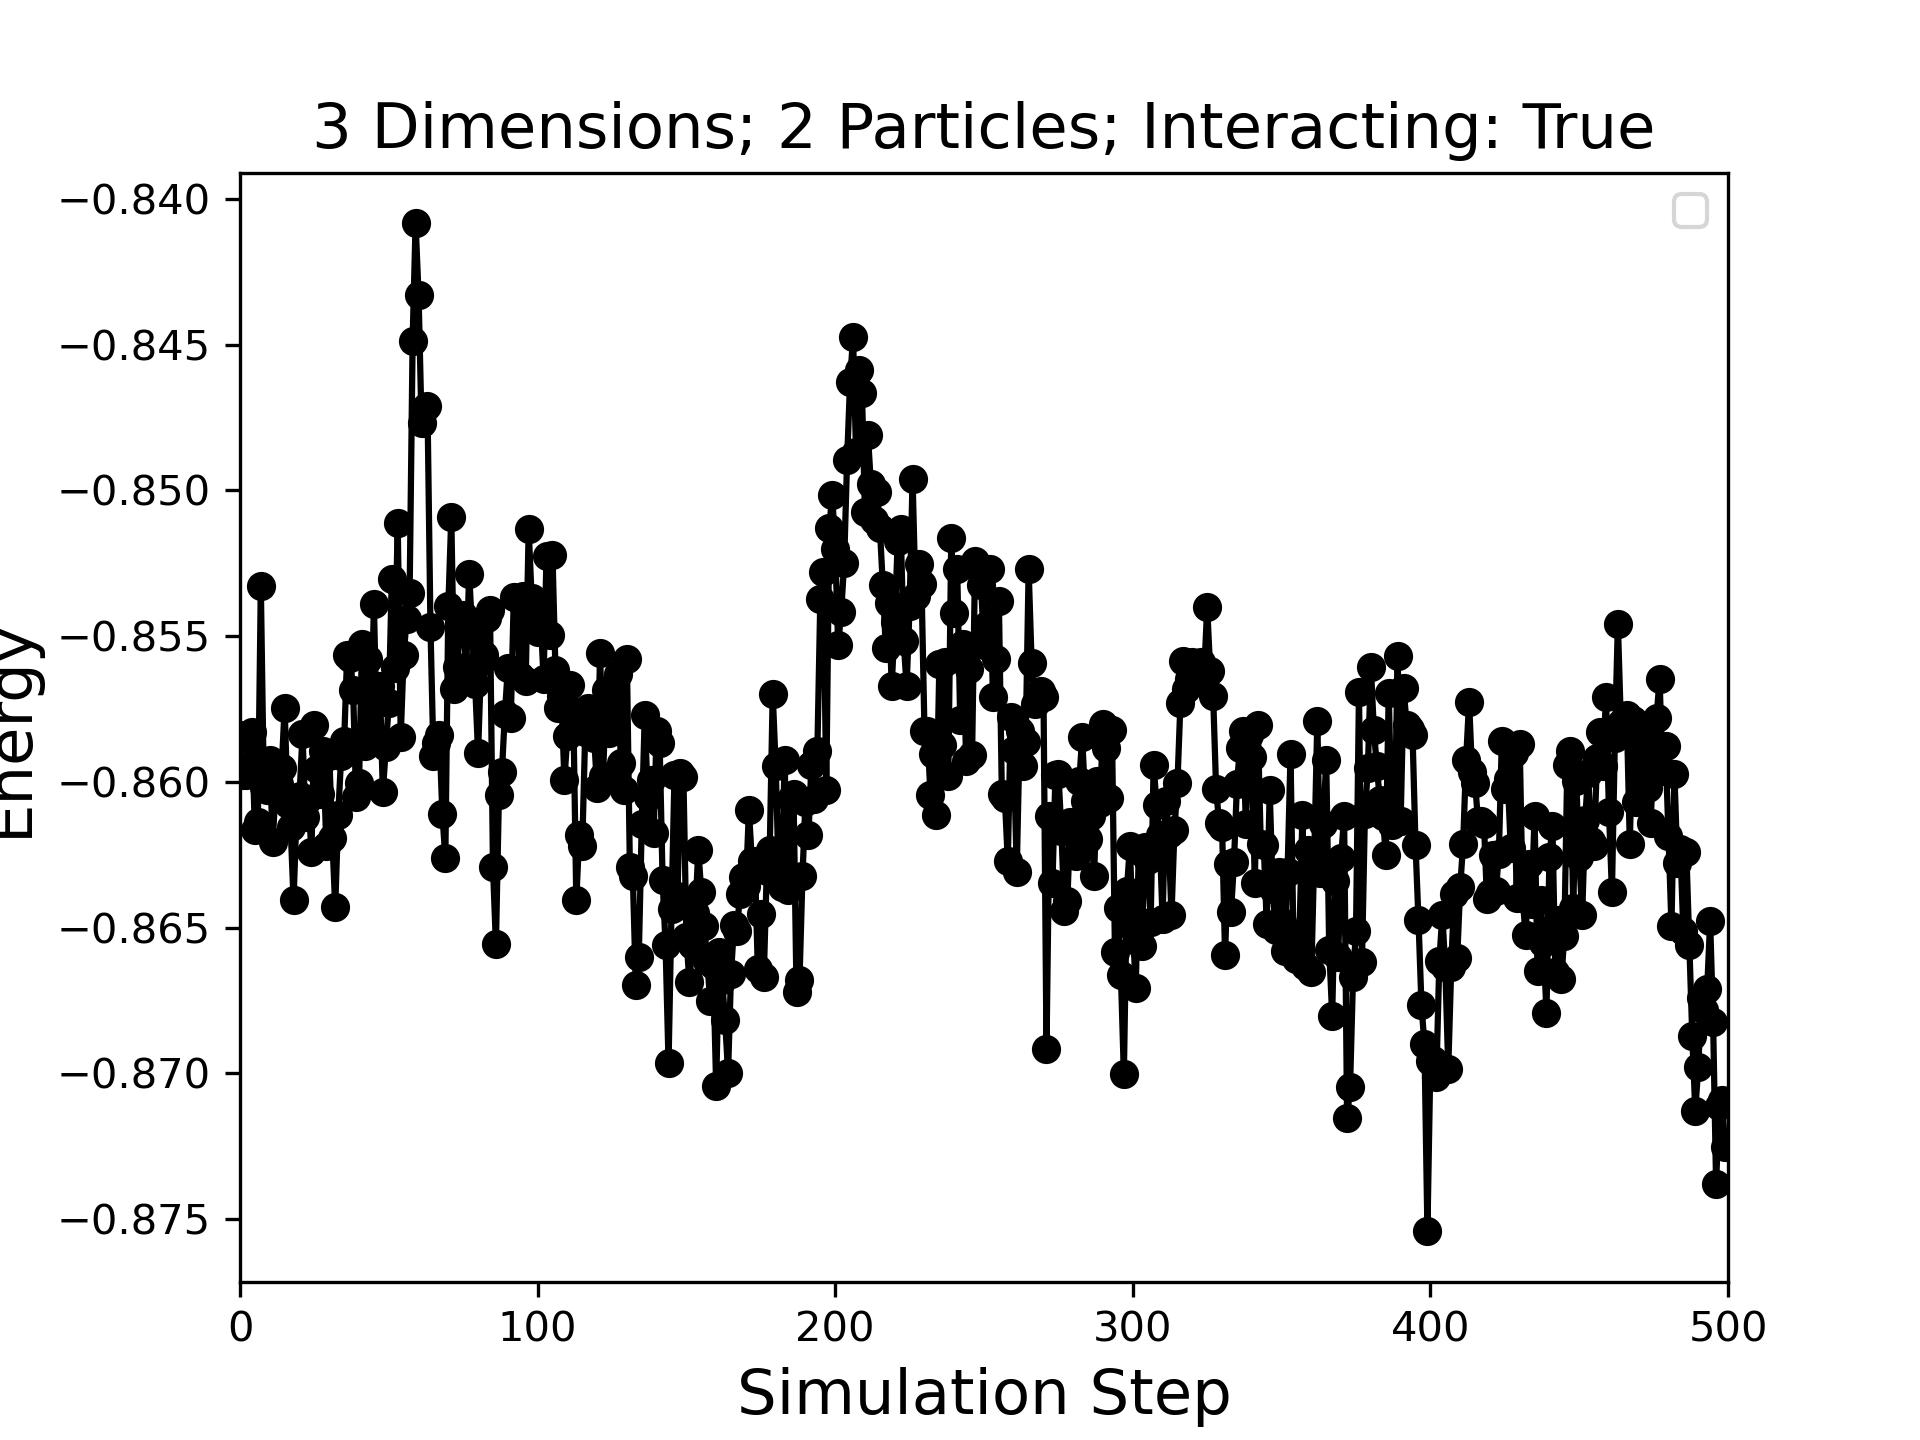 3 Dimensions; 2 Particles; Interacting: True
−0.840
−0.845
−0.850
−0.855
−0.860
−0.865
−0.870
−0.875
Energy
0 100 200 300 400 500
Simulation Step